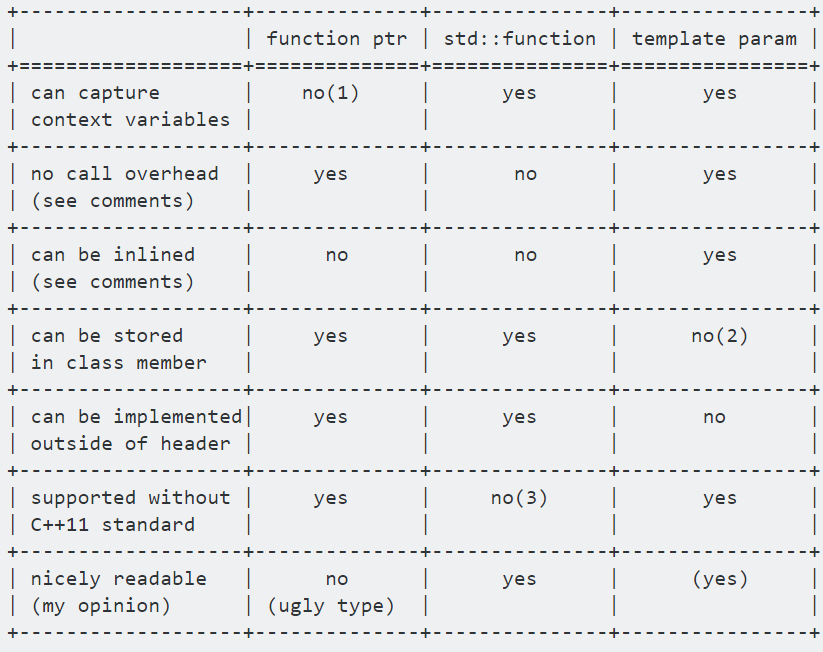 +-------------------+--------------+---------------+----------------+
|                   | function ptr | std::function | template param |
+===================+==============+===============+================+
| can capture       |    no(1)     |      yes      |       yes      |
| context variables |              |               |                |
+-------------------+--------------+---------------+----------------+
| no call overhead  |     yes      |       no      |       yes      |
| (see comments)    |              |               |                |
+-------------------+--------------+---------------+----------------+
| can be inlined    |      no      |       no      |       yes      |
| (see comments)    |              |               |                |
+-------------------+--------------+---------------+----------------+
| can be stored     |     yes      |      yes      |      no(2)     |
| in class member   |              |               |                |
+-------------------+--------------+---------------+----------------+
| can be implemented|     yes      |      yes      |       no       |
| outside of header |              |               |                |
+-------------------+--------------+---------------+----------------+
| supported without |     yes      |     no(3)     |       yes      |
| C++11 standard    |              |               |                |
+-------------------+--------------+---------------+----------------+
| nicely readable   |      no      |      yes      |      (yes)     |
| (my opinion)      | (ugly type)  |               |                |
+-------------------+--------------+---------------+----------------+